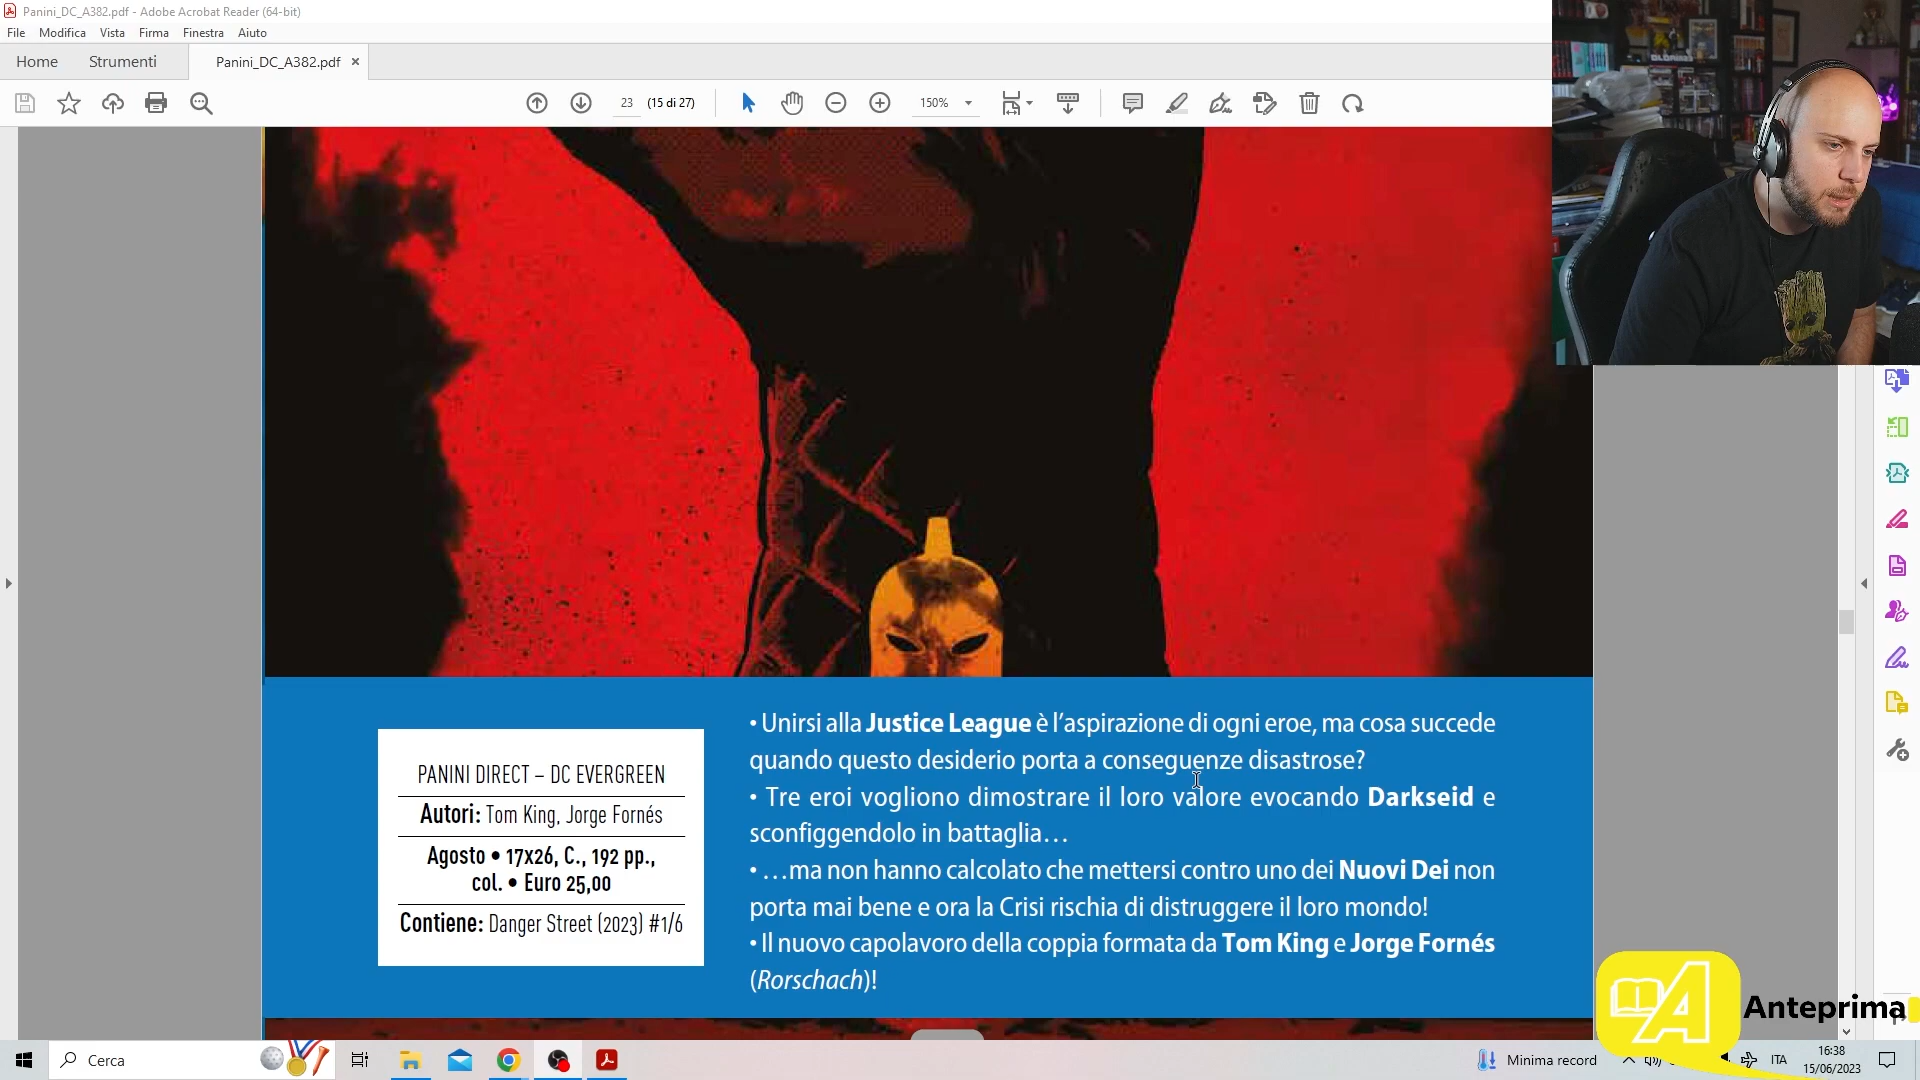 Panini_DC_A382.pdf - Adobe Acrobat Reader (64-bit)
File Modifica Vista Firma Finestra Aiuto
Home Strumenti Panini_DC_A382.pdf
23 (15 di 27) 150%
• Unirsi alla Justice League è l'aspirazione di ogni eroe, ma cosa succede
quando questo desiderio porta a conseguenze disastrose?
• Tre eroi vogliono dimostrare il loro valore evocando Darkseid e
sconfiggendolo in battaglia…
• …ma non hanno calcolato che mettersi contro uno dei Nuovi Dei non
porta mai bene e ora la Crisi rischia di distruggere il loro mondo!
• Il nuovo capolavoro della coppia formata da Tom King e Jorge Fornés
(Rorschach)!
PANINI DIRECT – DC EVERGREEN
Autori: Tom King, Jorge Fornés
Agosto • 17x26, C., 192 pp.,
col. • Euro 25,00
Contiene: Danger Street (2023) #1/6
A Anteprima
Cerca
Minima record
ITA
16:38
15/06/2023